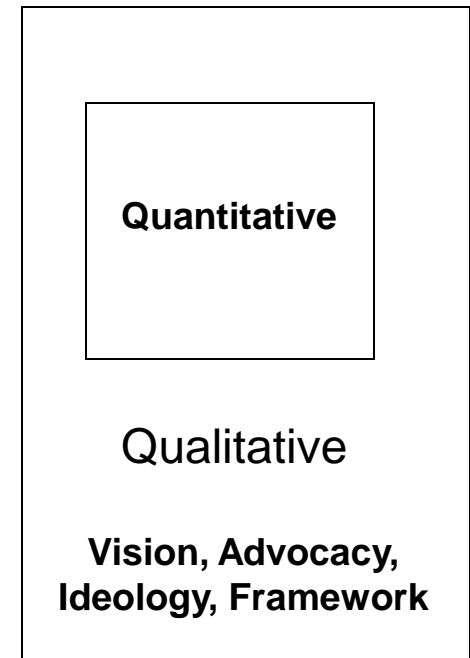 Quantitative
Qualitative
Vision, Advocacy,
Ideology, Framework